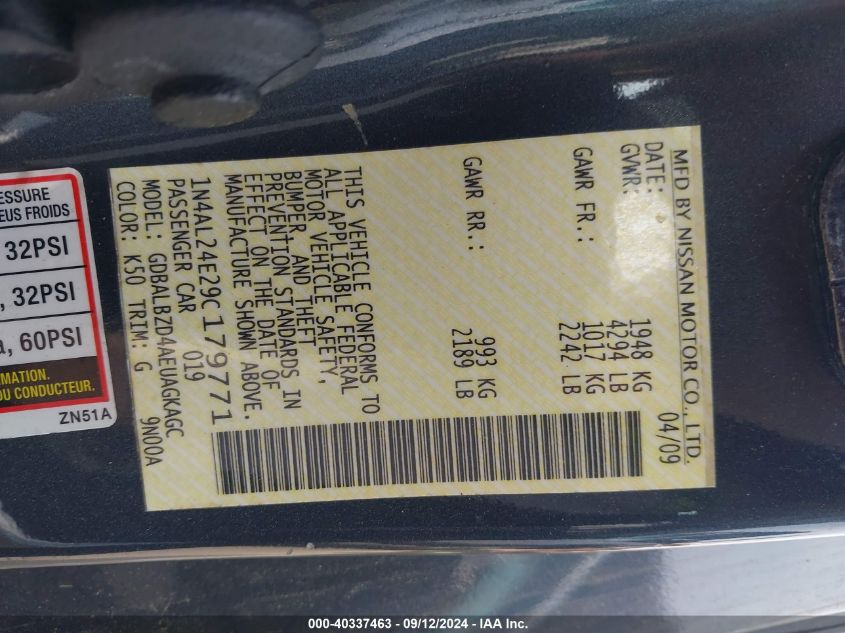 MFD BY NISSAN MOTOR CO., LTD.
DATE: 04/09
GVWR: 1948 KG
4294 LB
GAWR FR.: 1017 KG
2242 LB
GAWR RR.: 993 KG
2189 LB
THIS VEHICLE CONFORMS TO
ALL APPLICABLE FEDERAL
MOTOR VEHICLE SAFETY,
BUMPER, AND THEFT
PREVENTION STANDARDS IN
EFFECT ON THE DATE OF
MANUFACTURE SHOWN ABOVE.
1N4AL24E29C179771
PASSENGER CAR 019
MODEL: GDBALBZD4AEUAGKAGC
COLOR: K50 TRIM: G 9N00A
ESSURE
EUS FROIDS
32PSI
, 32PSI
a, 60PSI
MATION.
U CONDUCTEUR.
ZN51A
000-40337463 - 09/12/2024 - IAA Inc.